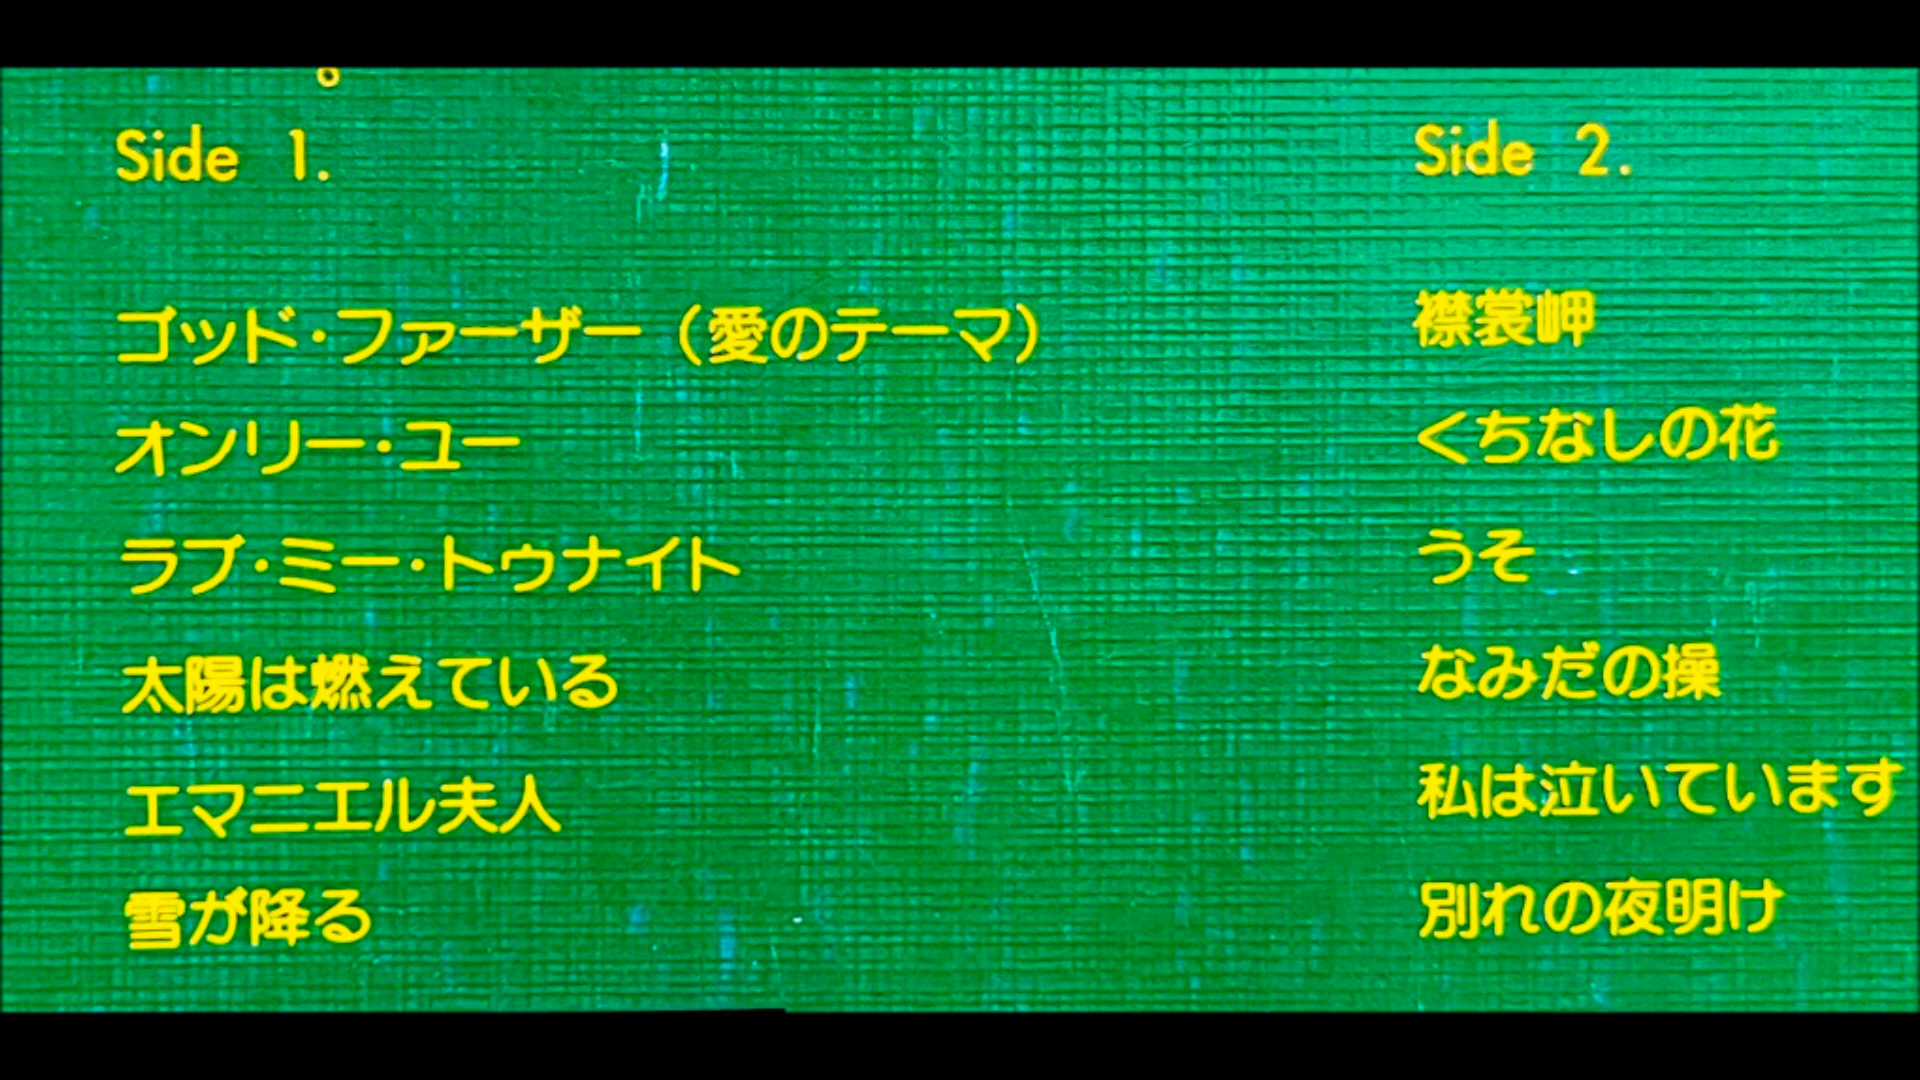 Side 1.
ゴッド・ファーザー（愛のテーマ）
オンリー・ユー
ラブ・ミー・トゥナイト
太陽は燃えている
エマニエル夫人
雪が降る
Side 2.
襟裳岬
くちなしの花
うそ
なみだの操
私は泣いています
別れの夜明け